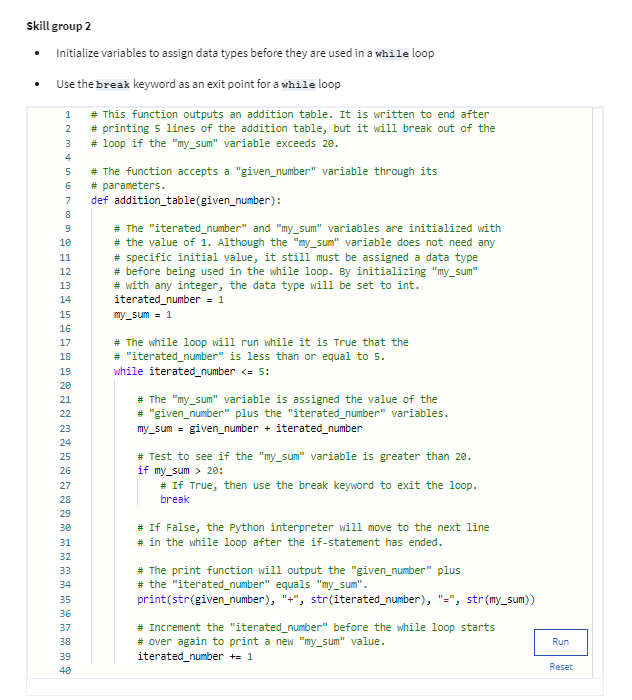 Skill group 2
• Initialize variables to assign data types before they are used in a while loop
• Use the break keyword as an exit point for a while loop
1 # This function outputs an addition table. It is written to end after
2 # printing 5 lines of the addition table, but it will break out of the
3 # loop if the "my_sum" variable exceeds 20.
4
5 # The function accepts a "given_number" variable through its
6 # parameters.
7 def addition_table(given_number):
8
9     # The "iterated_number" and "my_sum" variables are initialized with
10     # the value of 1. Although the "my_sum" variable does not need any
11     # specific initial value, it still must be assigned a data type
12     # before being used in the while loop. By initializing "my_sum"
13     # with any integer, the data type will be set to int.
14     iterated_number = 1
15     my_sum = 1
16
17     # The while loop will run while it is True that the
18     # "iterated_number" is less than or equal to 5.
19     while iterated_number <= 5:
20
21         # The "my_sum" variable is assigned the value of the
22         # "given_number" plus the "iterated_number" variables.
23         my_sum = given_number + iterated_number
24
25         # Test to see if the "my_sum" variable is greater than 20.
26         if my_sum > 20:
27             # If True, then use the break keyword to exit the loop.
28             break
29
30         # If False, the Python interpreter will move to the next line
31         # in the while loop after the if-statement has ended.
32
33         # The print function will output the "given_number" plus
34         # the "iterated_number" equals "my_sum".
35         print(str(given_number), "+", str(iterated_number), "=", str(my_sum))
36
37         # Increment the "iterated_number" before the while loop starts
38         # over again to print a new "my_sum" value.
39         iterated_number += 1
40
Run
Reset